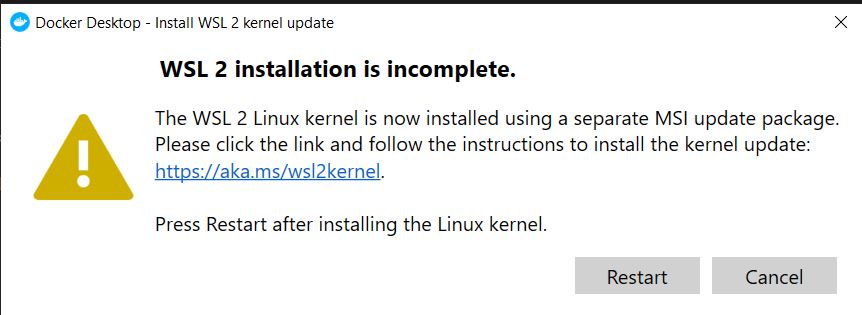 Docker Desktop - Install WSL 2 kernel update
WSL 2 installation is incomplete.
The WSL 2 Linux kernel is now installed using a separate MSI update package.
Please click the link and follow the instructions to install the kernel update:
https://aka.ms/wsl2kernel.
Press Restart after installing the Linux kernel.
Restart
Cancel